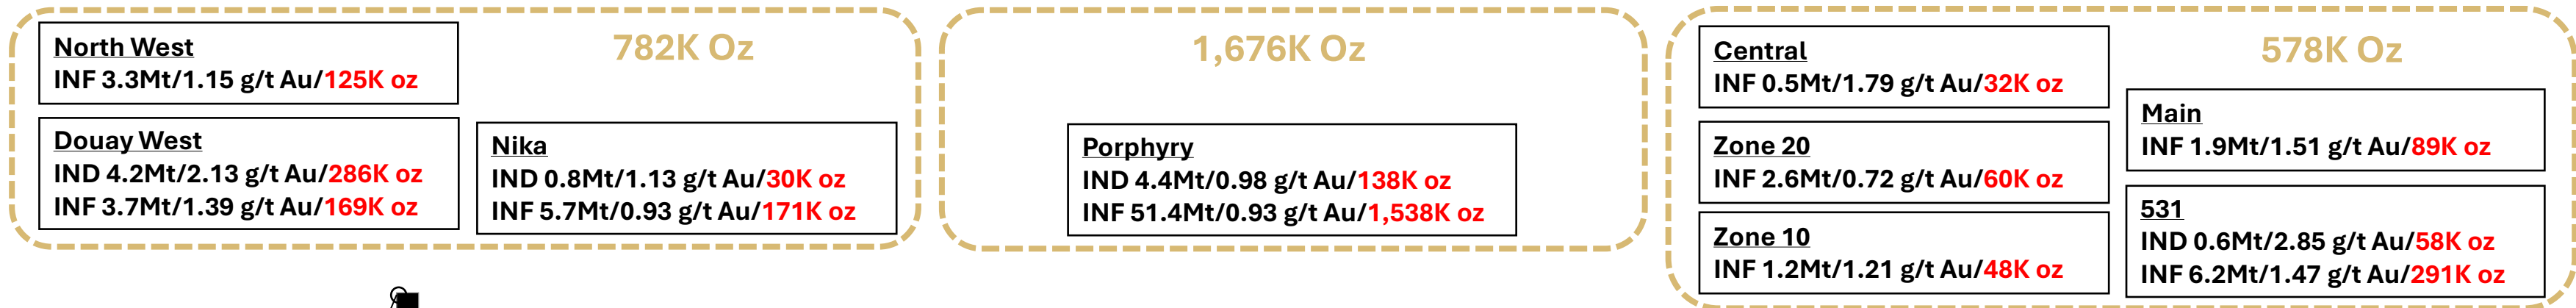 782K Oz
North West
INF 3.3Mt/1.15 g/t Au/125K oz
Douay West
IND 4.2Mt/2.13 g/t Au/286K oz
INF 3.7Mt/1.39 g/t Au/169K oz
Nika
IND 0.8Mt/1.13 g/t Au/30K oz
INF 5.7Mt/0.93 g/t Au/171K oz
1,676K Oz
Porphyry
IND 4.4Mt/0.98 g/t Au/138K oz
INF 51.4Mt/0.93 g/t Au/1,538K oz
578K Oz
Central
INF 0.5Mt/1.79 g/t Au/32K oz
Zone 20
INF 2.6Mt/0.72 g/t Au/60K oz
Zone 10
INF 1.2Mt/1.21 g/t Au/48K oz
Main
INF 1.9Mt/1.51 g/t Au/89K oz
531
IND 0.6Mt/2.85 g/t Au/58K oz
INF 6.2Mt/1.47 g/t Au/291K oz